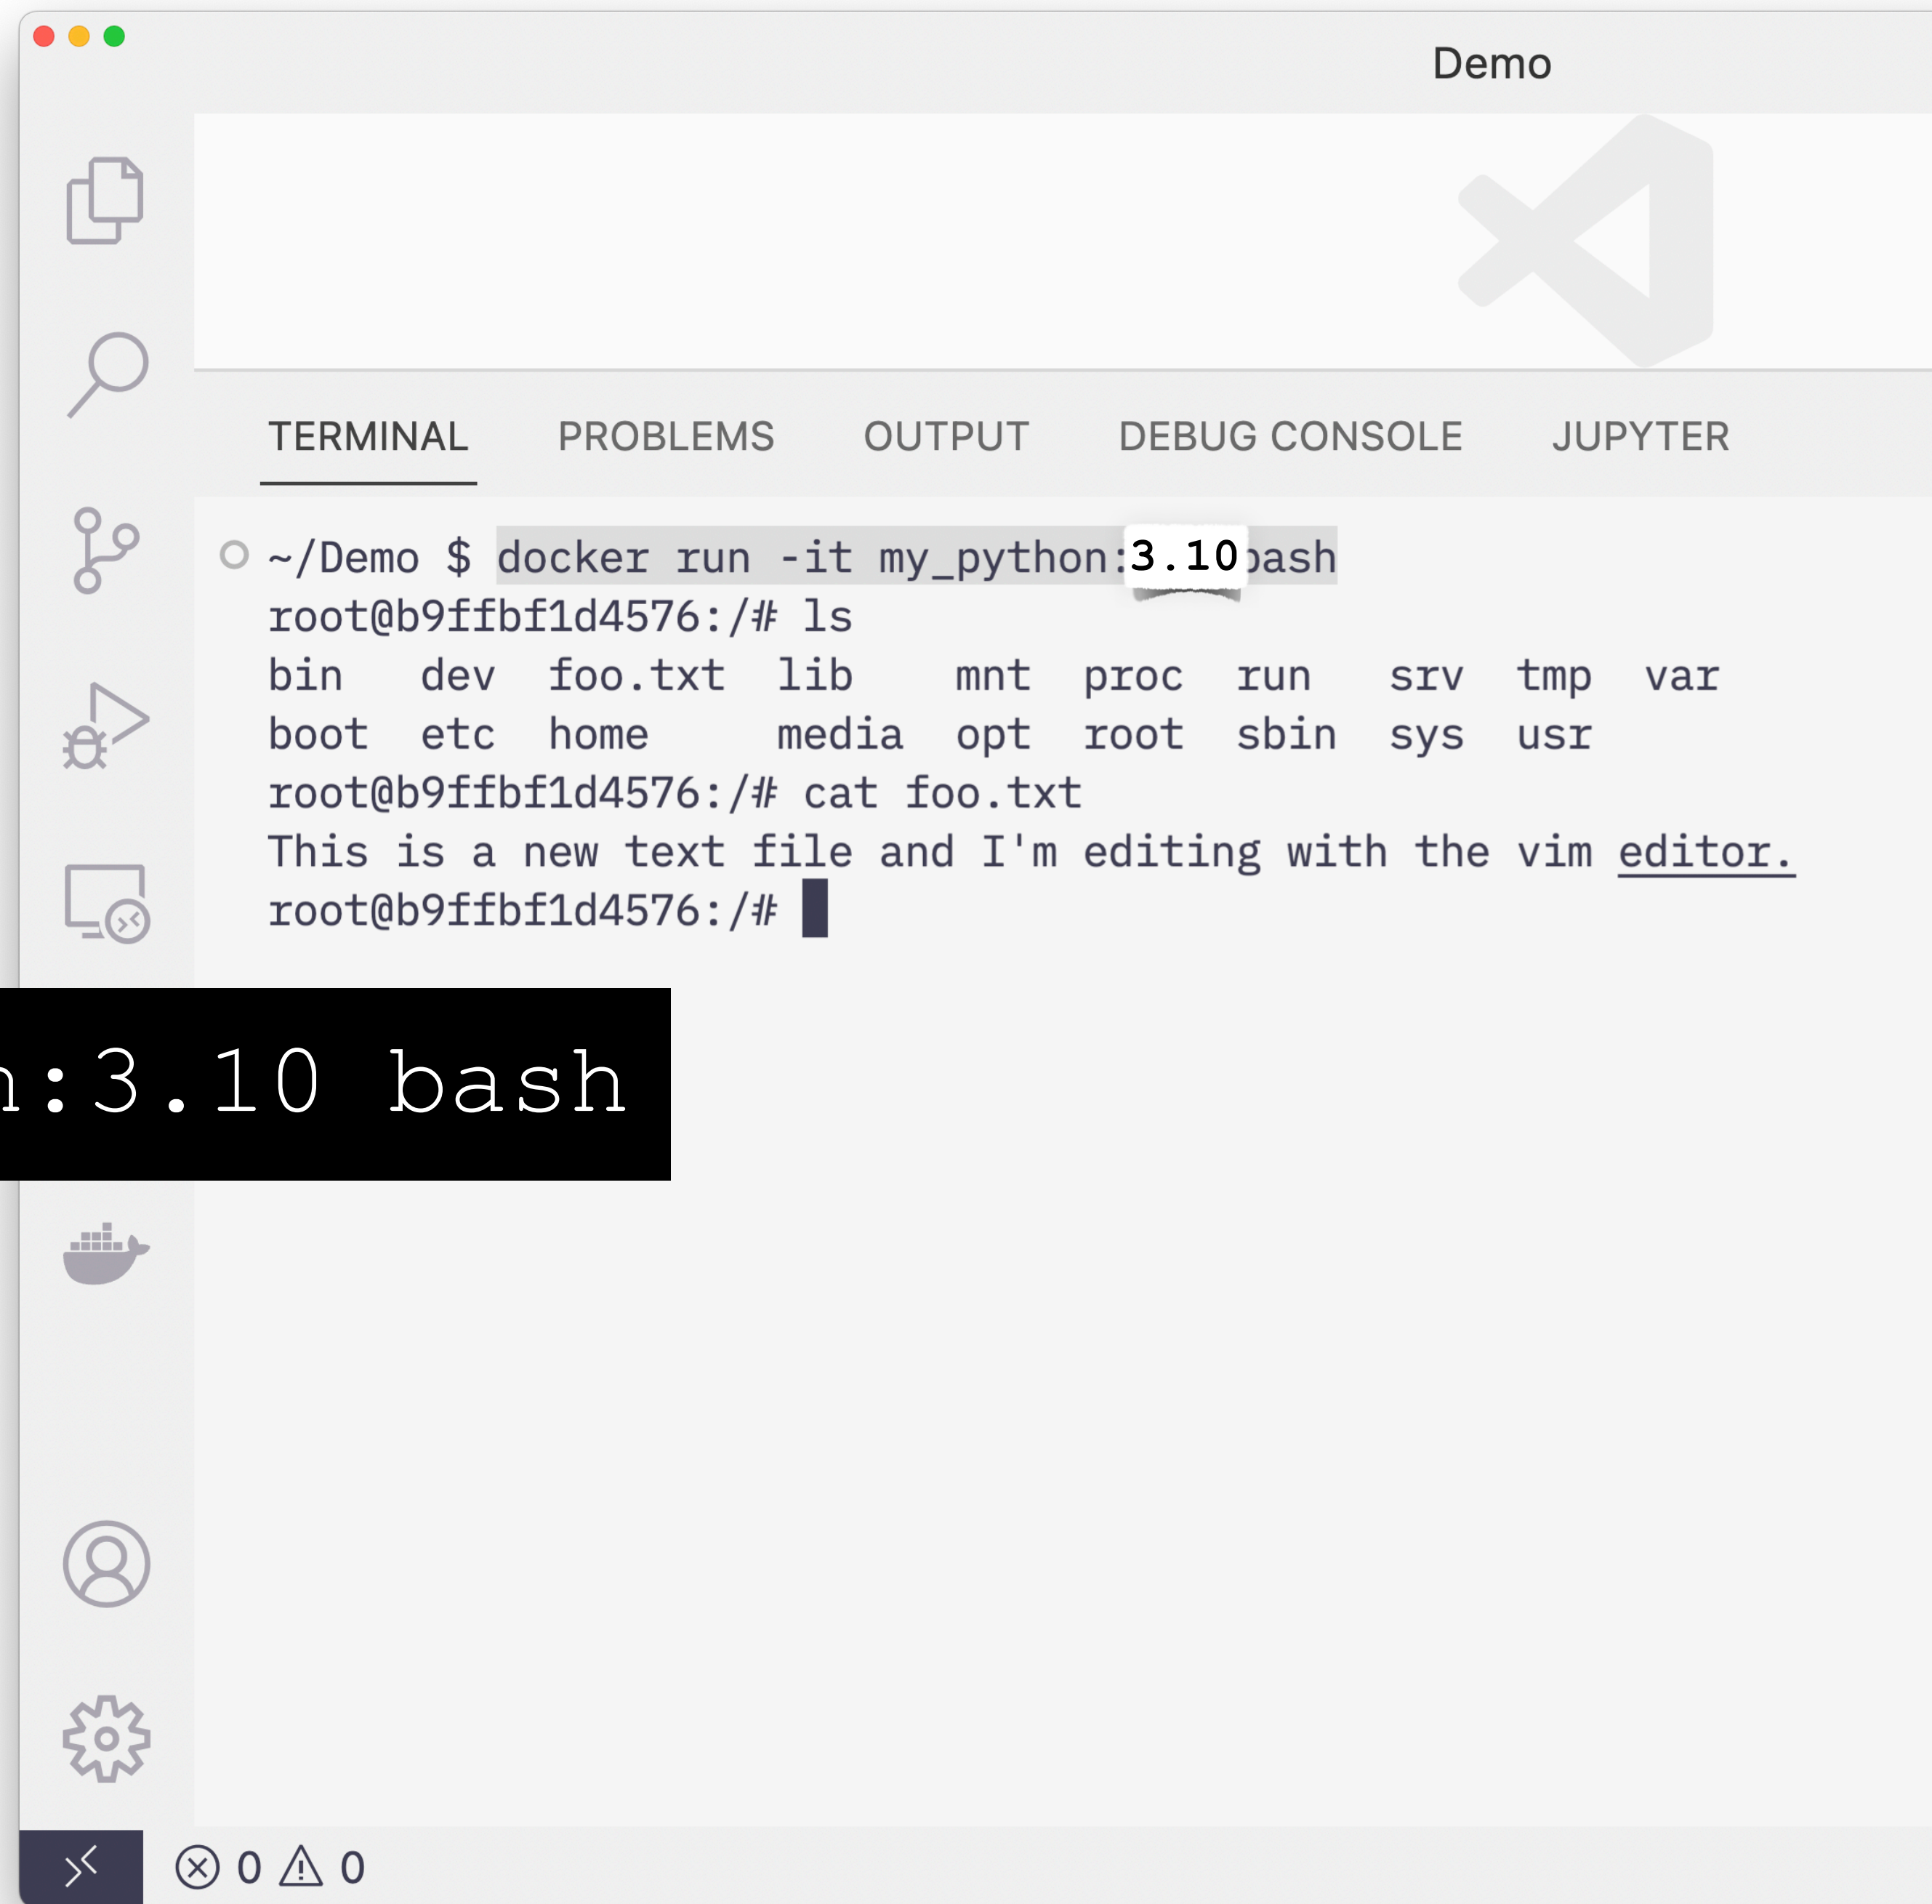 Demo
TERMINAL PROBLEMS OUTPUT DEBUG CONSOLE JUPYTER
~/Demo $ docker run -it my_python:3.10 bash
root@b9ffbf1d4576:/# ls
bin dev foo.txt lib mnt proc run srv tmp var
boot etc home media opt root sbin sys usr
root@b9ffbf1d4576:/# cat foo.txt
This is a new text file and I'm editing with the vim editor.
root@b9ffbf1d4576:/#
n:3.10 bash
0 0